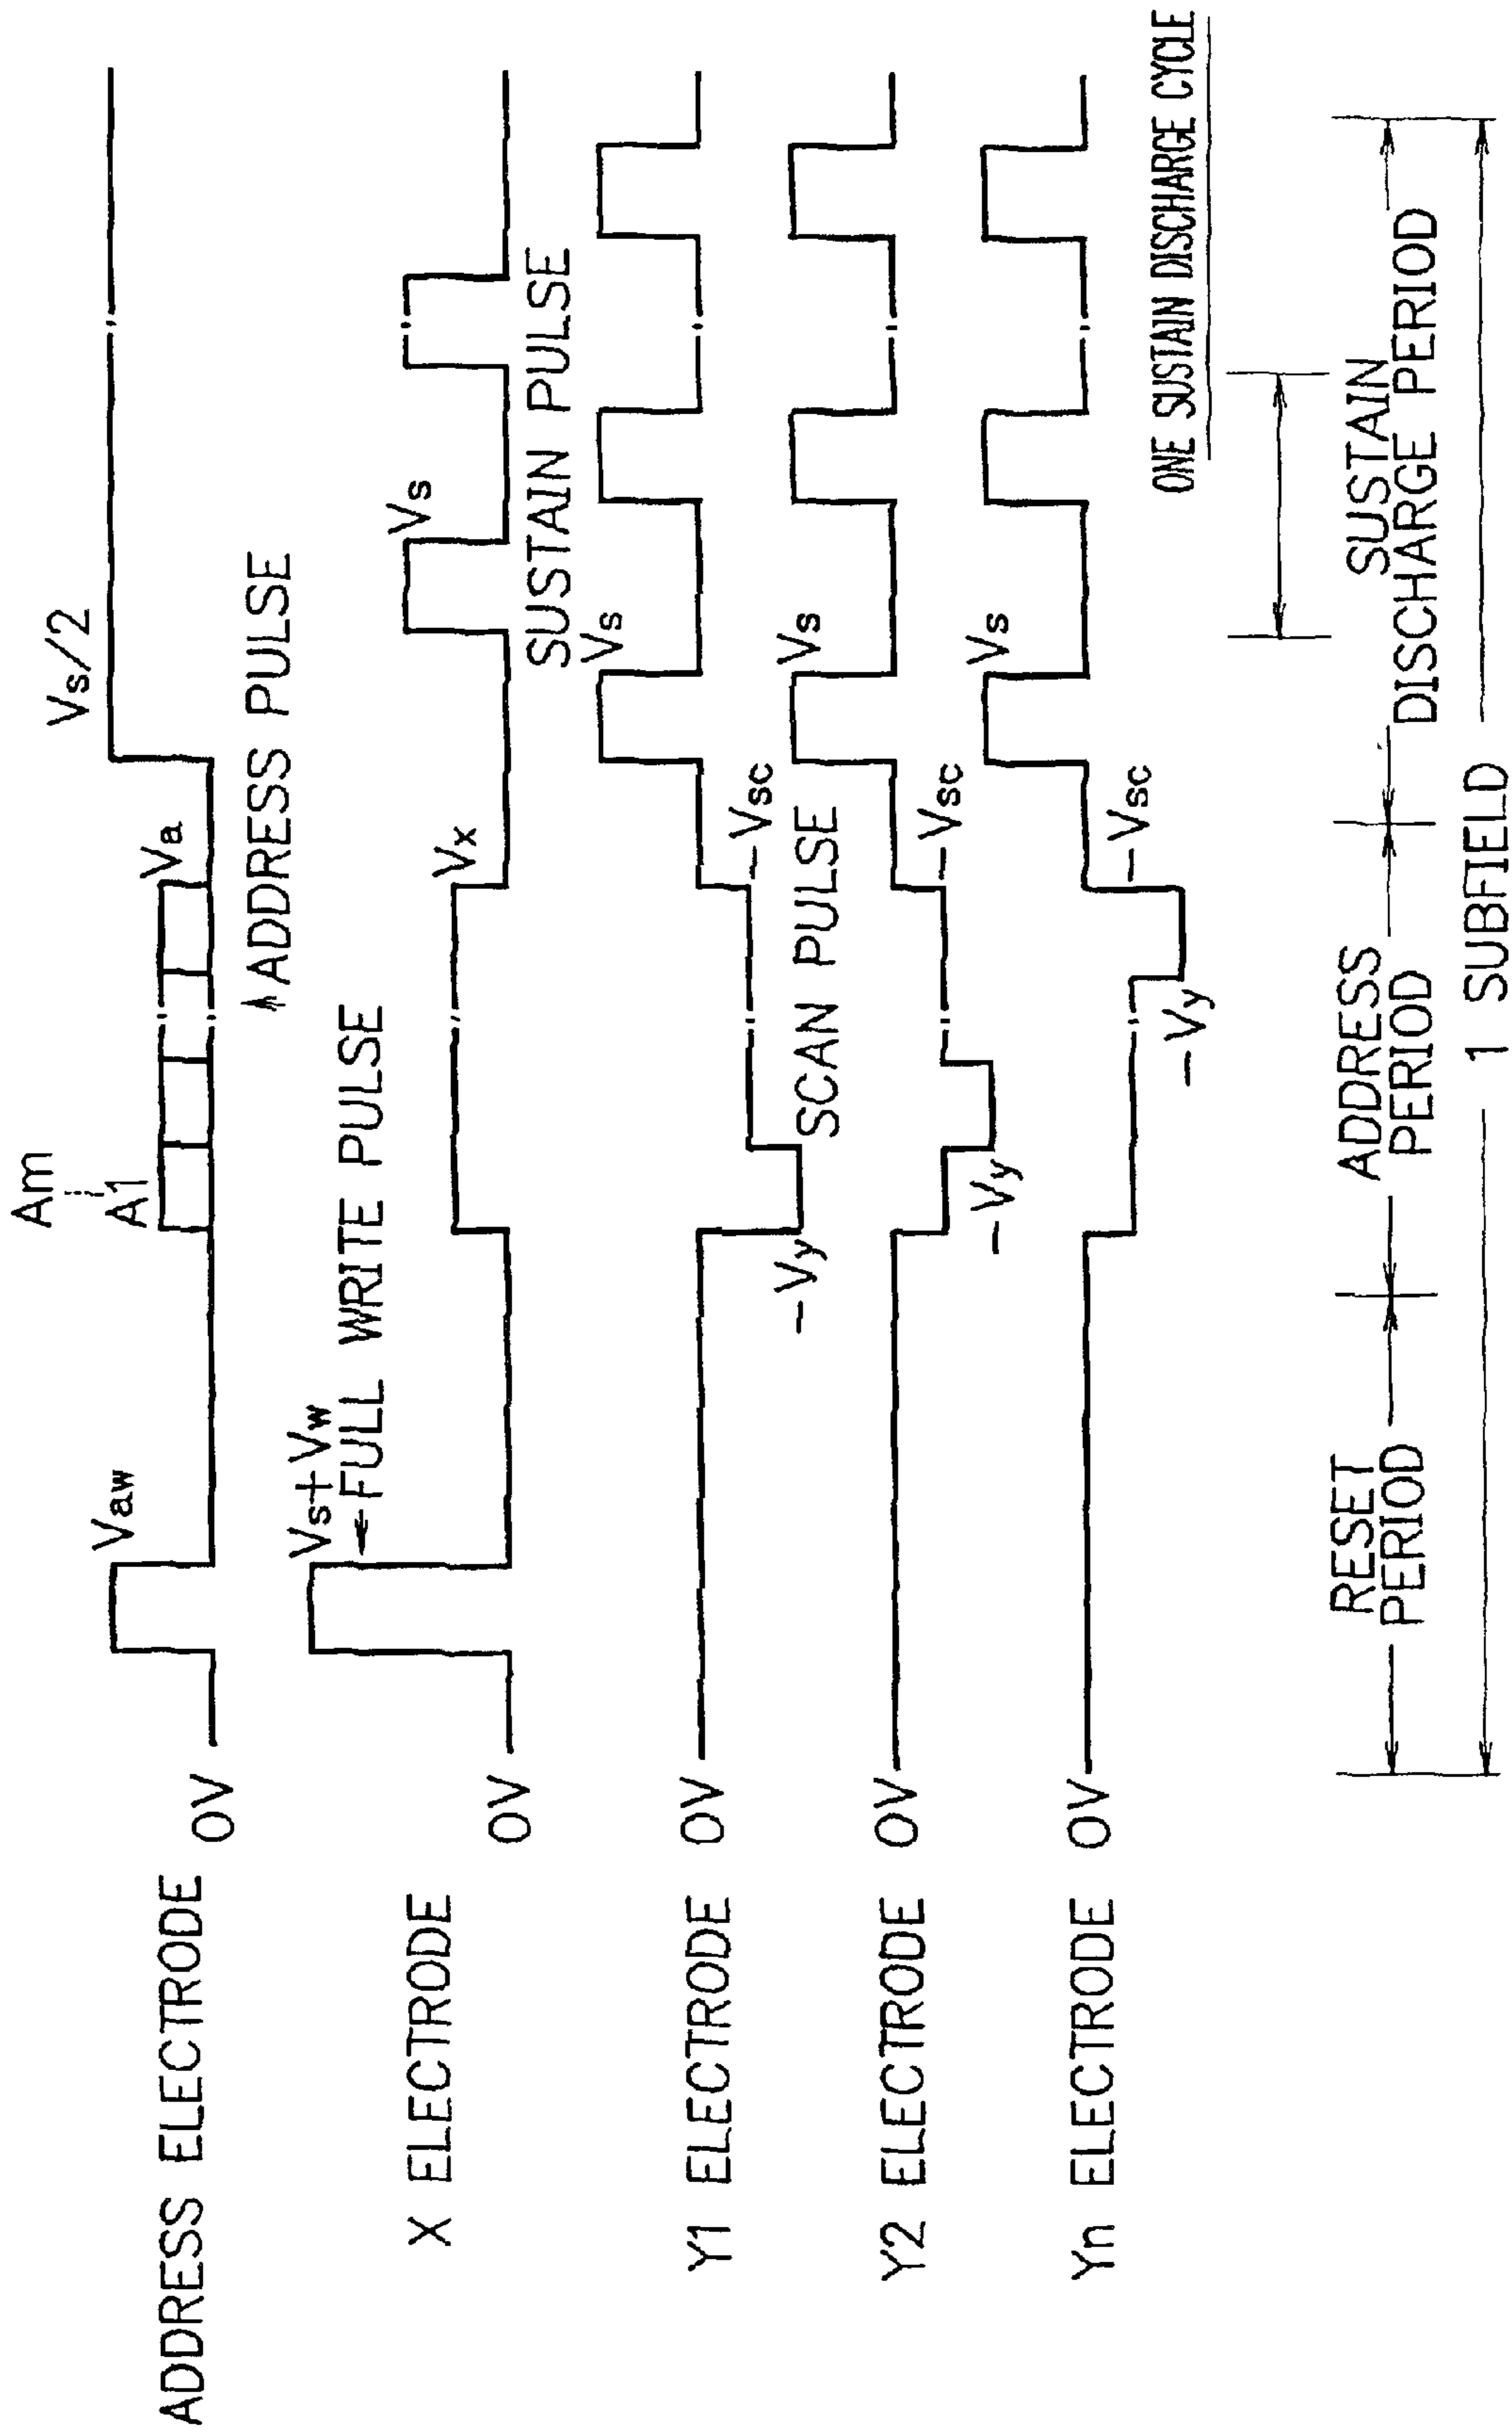 ADDRESS ELECTRODE
0V
Vaw
Am
A1
Va
Vs/2
ADDRESS PULSE
X ELECTRODE
0V
Vs+Vw
FULL WRITE PULSE
Vx
Vs
SUSTAIN PULSE
Y1 ELECTRODE
0V
-Vy
-Vsc
Vs
SCAN PULSE
Y2 ELECTRODE
0V
-Vy
-Vsc
Vs
Yn ELECTRODE
0V
-Vy
-Vsc
Vs
ONE SUSTAIN DISCHARGE CYCLE
RESET
PERIOD
ADDRESS
PERIOD
SUSTAIN
DISCHARGE PERIOD
1 SUBFIELD